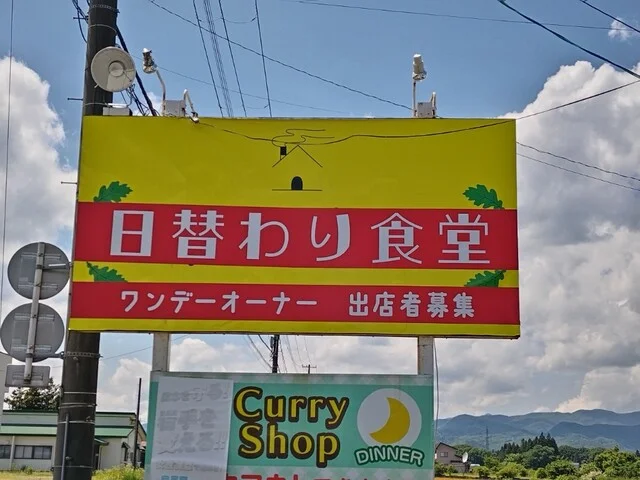 日替わり食堂
ワンデーオーナー 出店者募集
Curry
Shop
DINNER